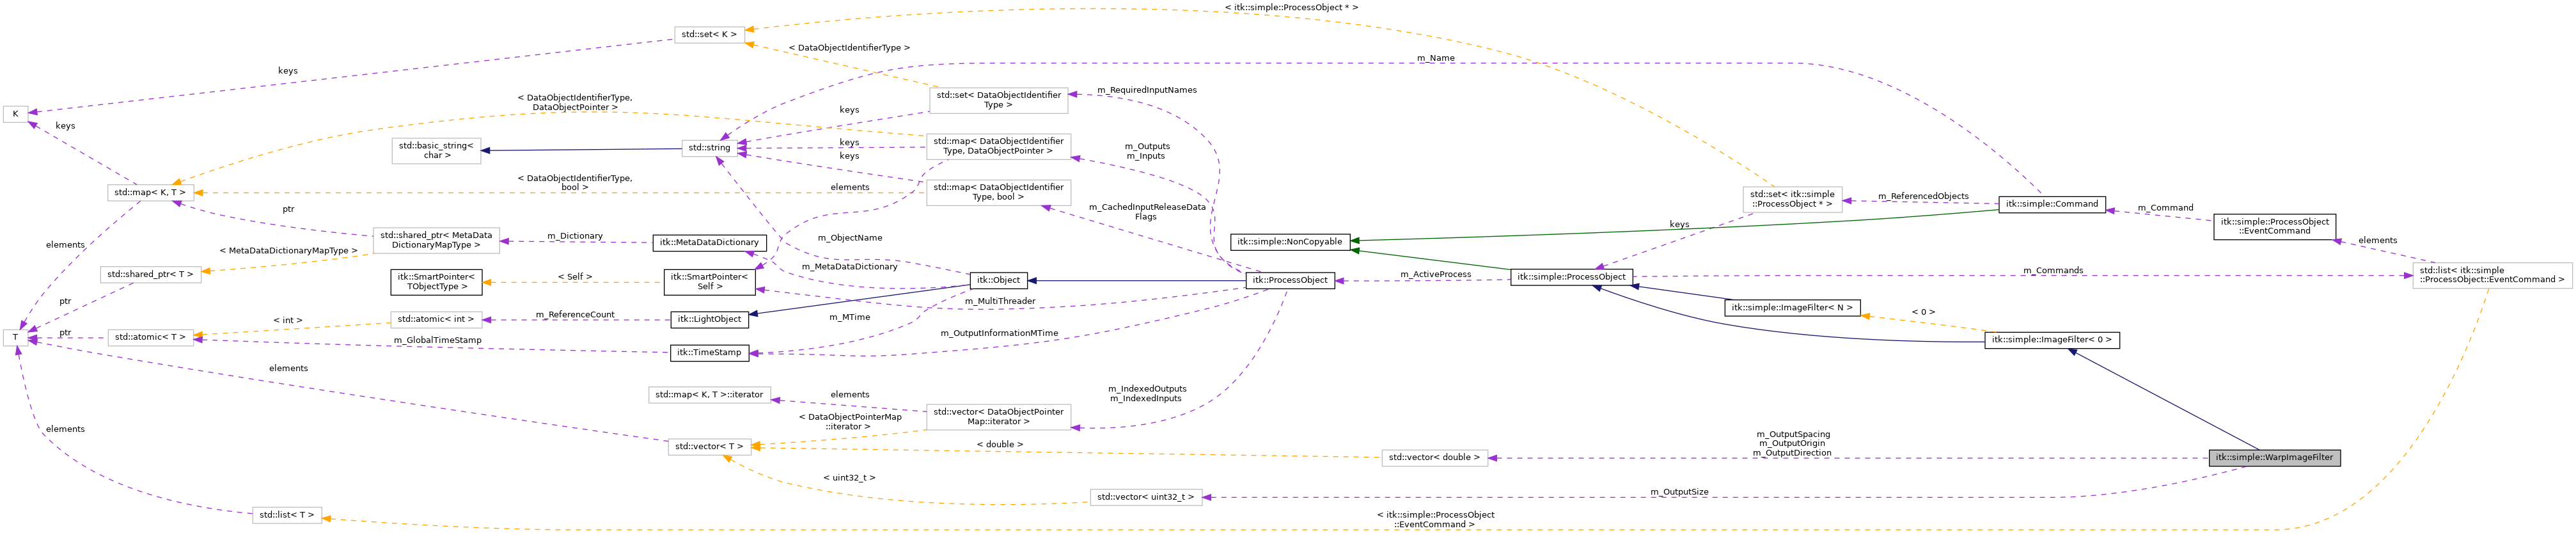 < itk::simple::ProcessObject * >
std::set< K >
< DataObjectIdentifierType >
m_Name
keys
std::set< DataObjectIdentifier
Type >
m_RequiredInputNames
K
< DataObjectIdentifierType,
DataObjectPointer >
keys
keys
std::basic_string<
char >
std::string
keys
keys
std::map< DataObjectIdentifier
Type, DataObjectPointer >
m_Outputs
m_Inputs
std::map< K, T >
< DataObjectIdentifierType,
bool >
elements
std::map< DataObjectIdentifier
Type, bool >
m_CachedInputReleaseData
Flags
std::set< itk::simple
::ProcessObject * >
m_ReferencedObjects
itk::simple::Command
m_Command
itk::simple::ProcessObject
::EventCommand
ptr
elements
std::shared_ptr< MetaData
DictionaryMapType >
m_Dictionary
itk::MetaDataDictionary
m_ObjectName
itk::simple::NonCopyable
keys
elements
< MetaDataDictionaryMapType >
std::shared_ptr< T >
itk::SmartPointer<
TObjectType >
< Self >
itk::SmartPointer<
Self >
m_MetaDataDictionary
itk::Object
itk::ProcessObject
m_ActiveProcess
itk::simple::ProcessObject
m_Commands
std::list< itk::simple
::ProcessObject::EventCommand >
ptr
< int >
std::atomic< int >
m_ReferenceCount
itk::LightObject
m_MultiThreader
m_MTime
itk::simple::ImageFilter< N >
< 0 >
T
ptr
std::atomic< T >
m_GlobalTimeStamp
itk::TimeStamp
m_OutputInformationMTime
itk::simple::ImageFilter< 0 >
elements
std::map< K, T >::iterator
elements
std::vector< DataObjectPointer
Map::iterator >
m_IndexedOutputs
m_IndexedInputs
< DataObjectPointerMap
::iterator >
elements
std::vector< T >
< double >
std::vector< double >
m_OutputSpacing
m_OutputOrigin
m_OutputDirection
itk::simple::WarpImageFilter
< uint32_t >
std::vector< uint32_t >
m_OutputSize
std::list< T >
< itk::simple::ProcessObject
::EventCommand >